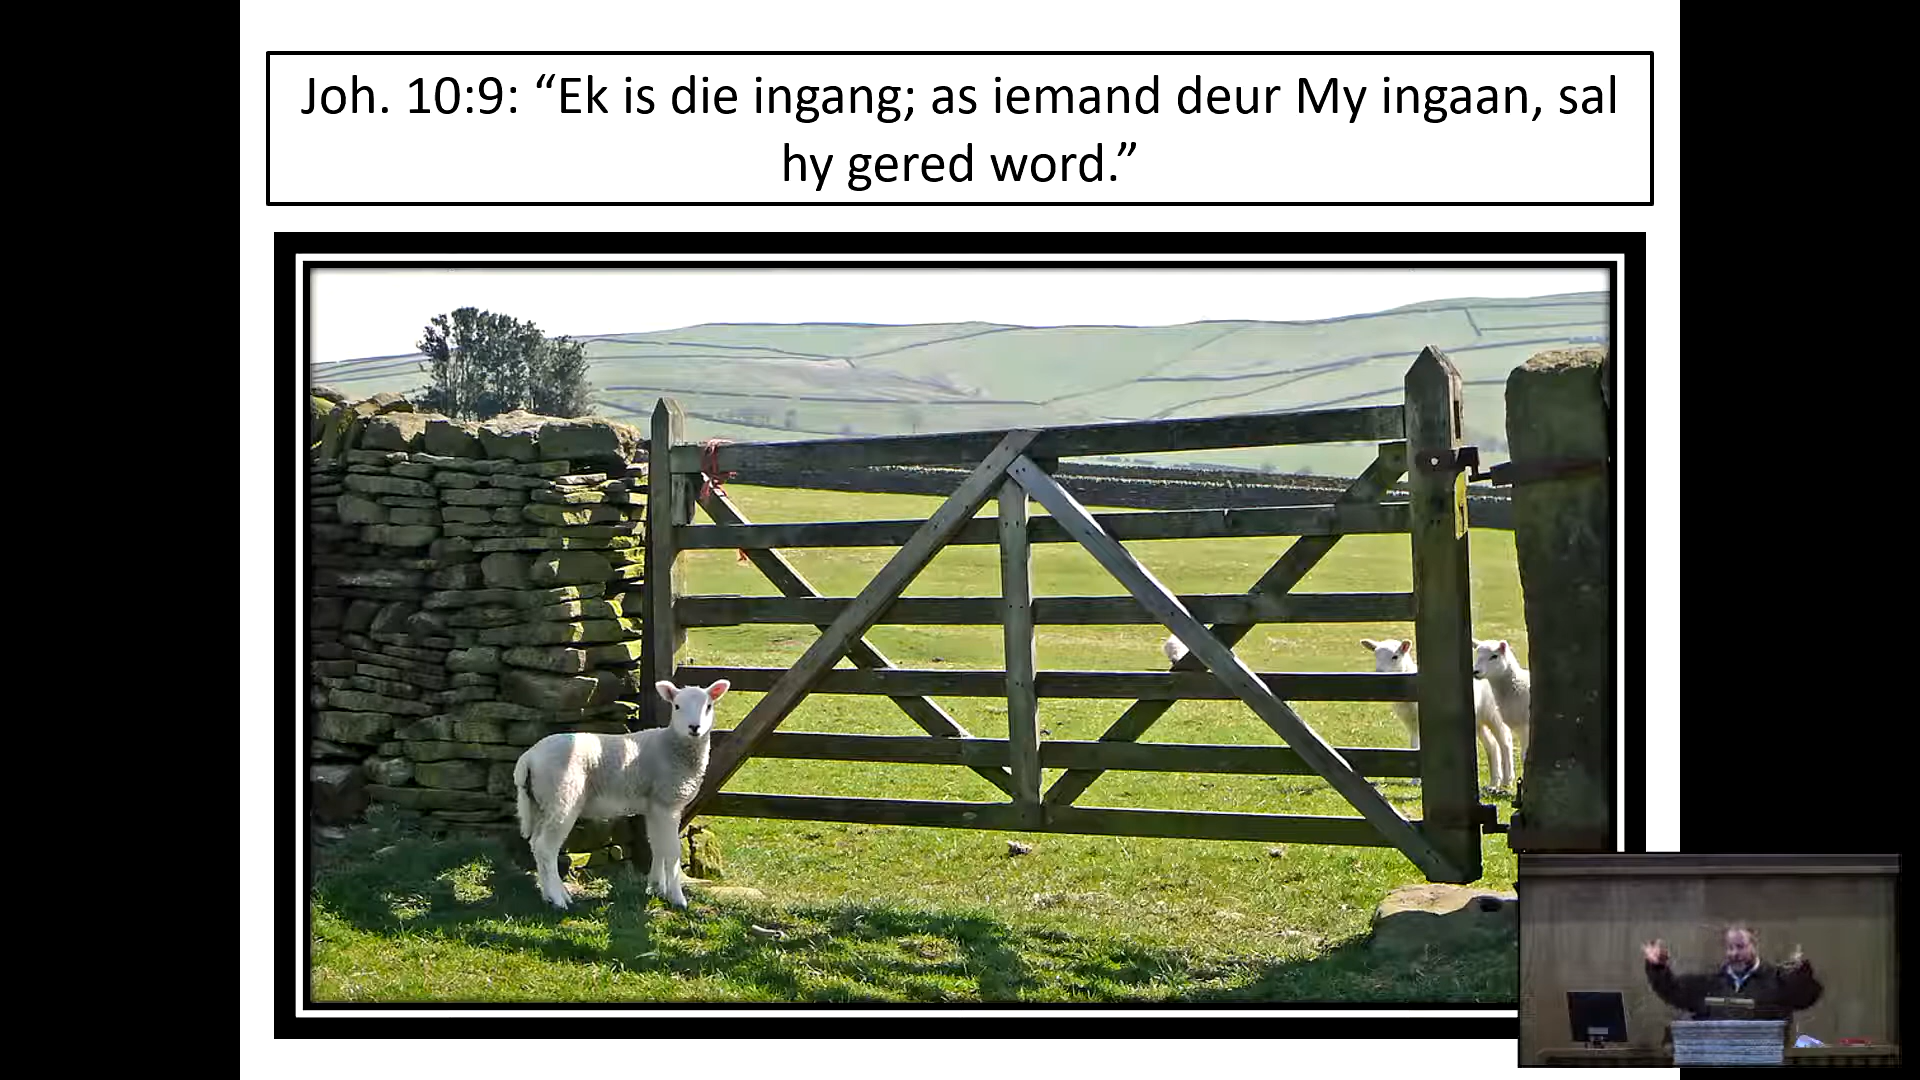 Joh. 10:9: “Ek is die ingang; as iemand deur My ingaan, sal
hy gered word.”